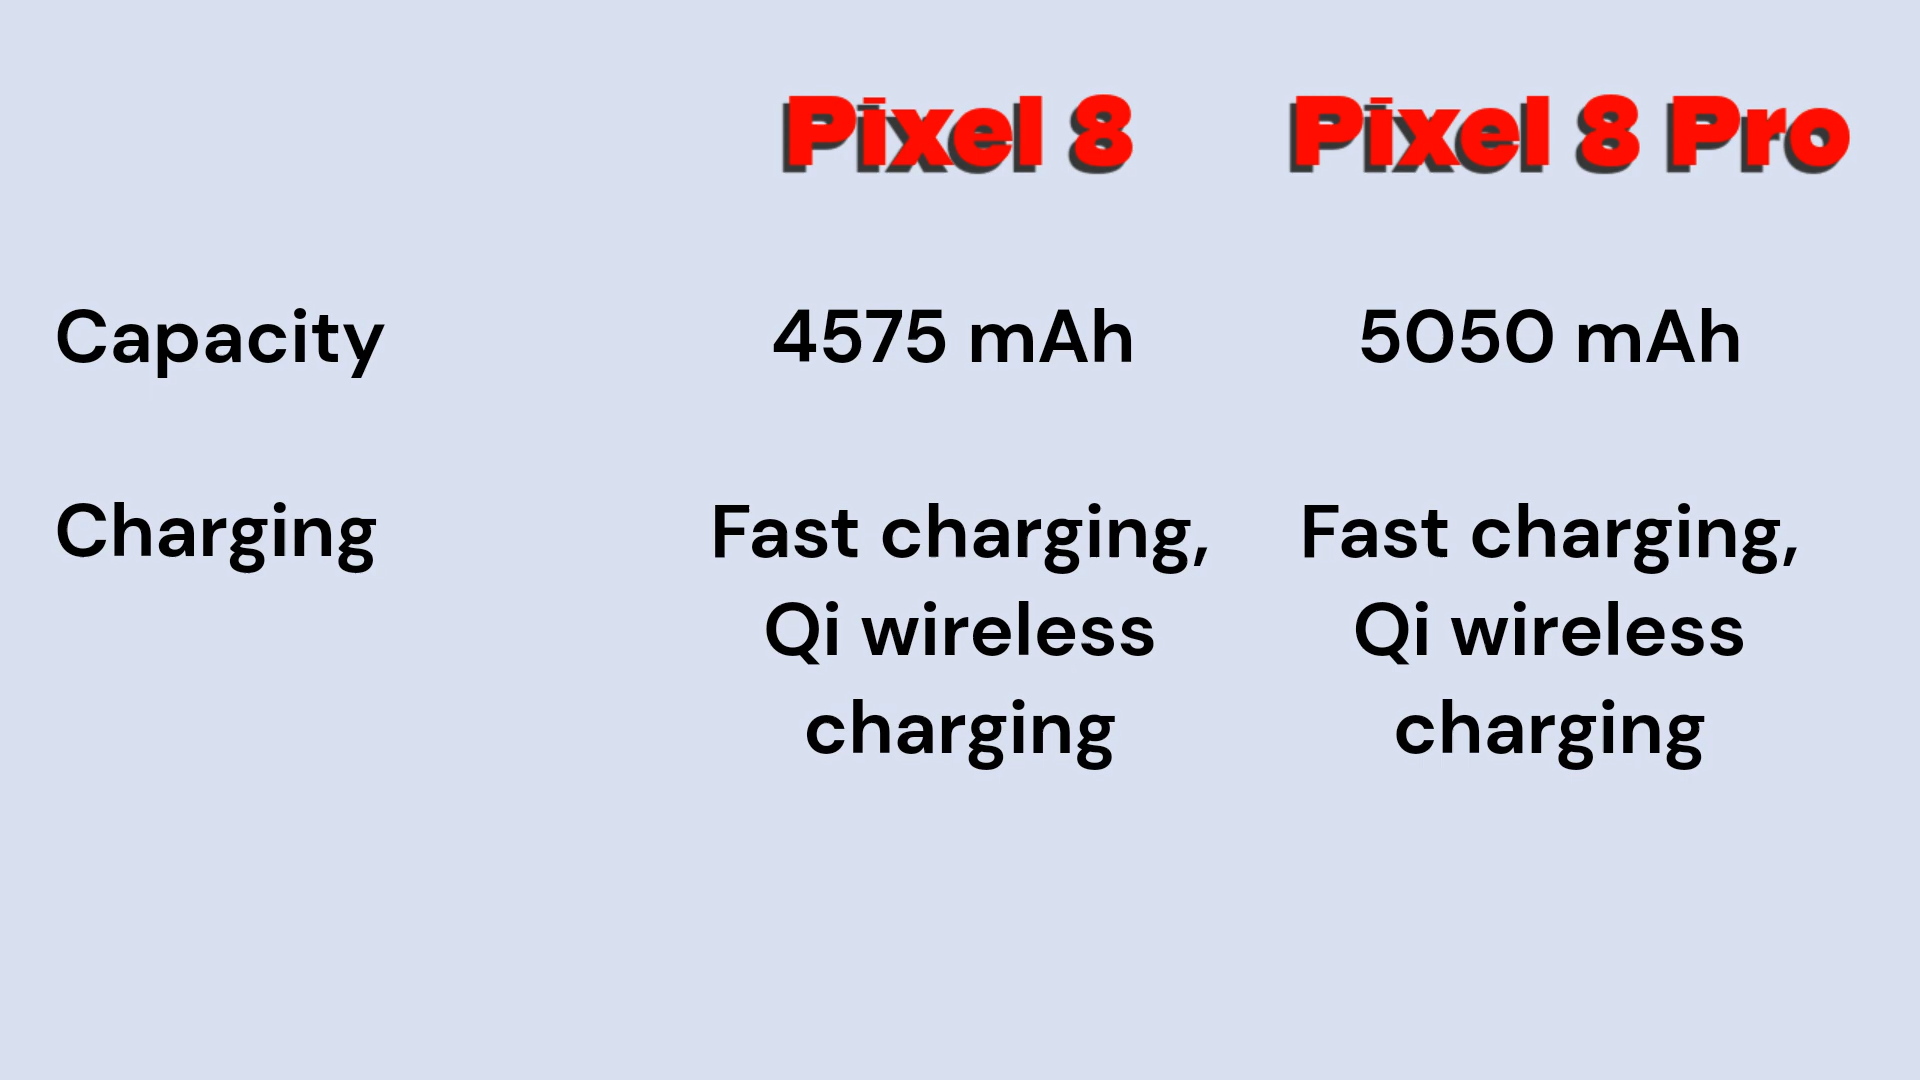 Pixel 8 Pixel 8 Pro
Capacity 4575 mAh 5050 mAh
Charging Fast charging, Fast charging,
Qi wireless Qi wireless
charging charging